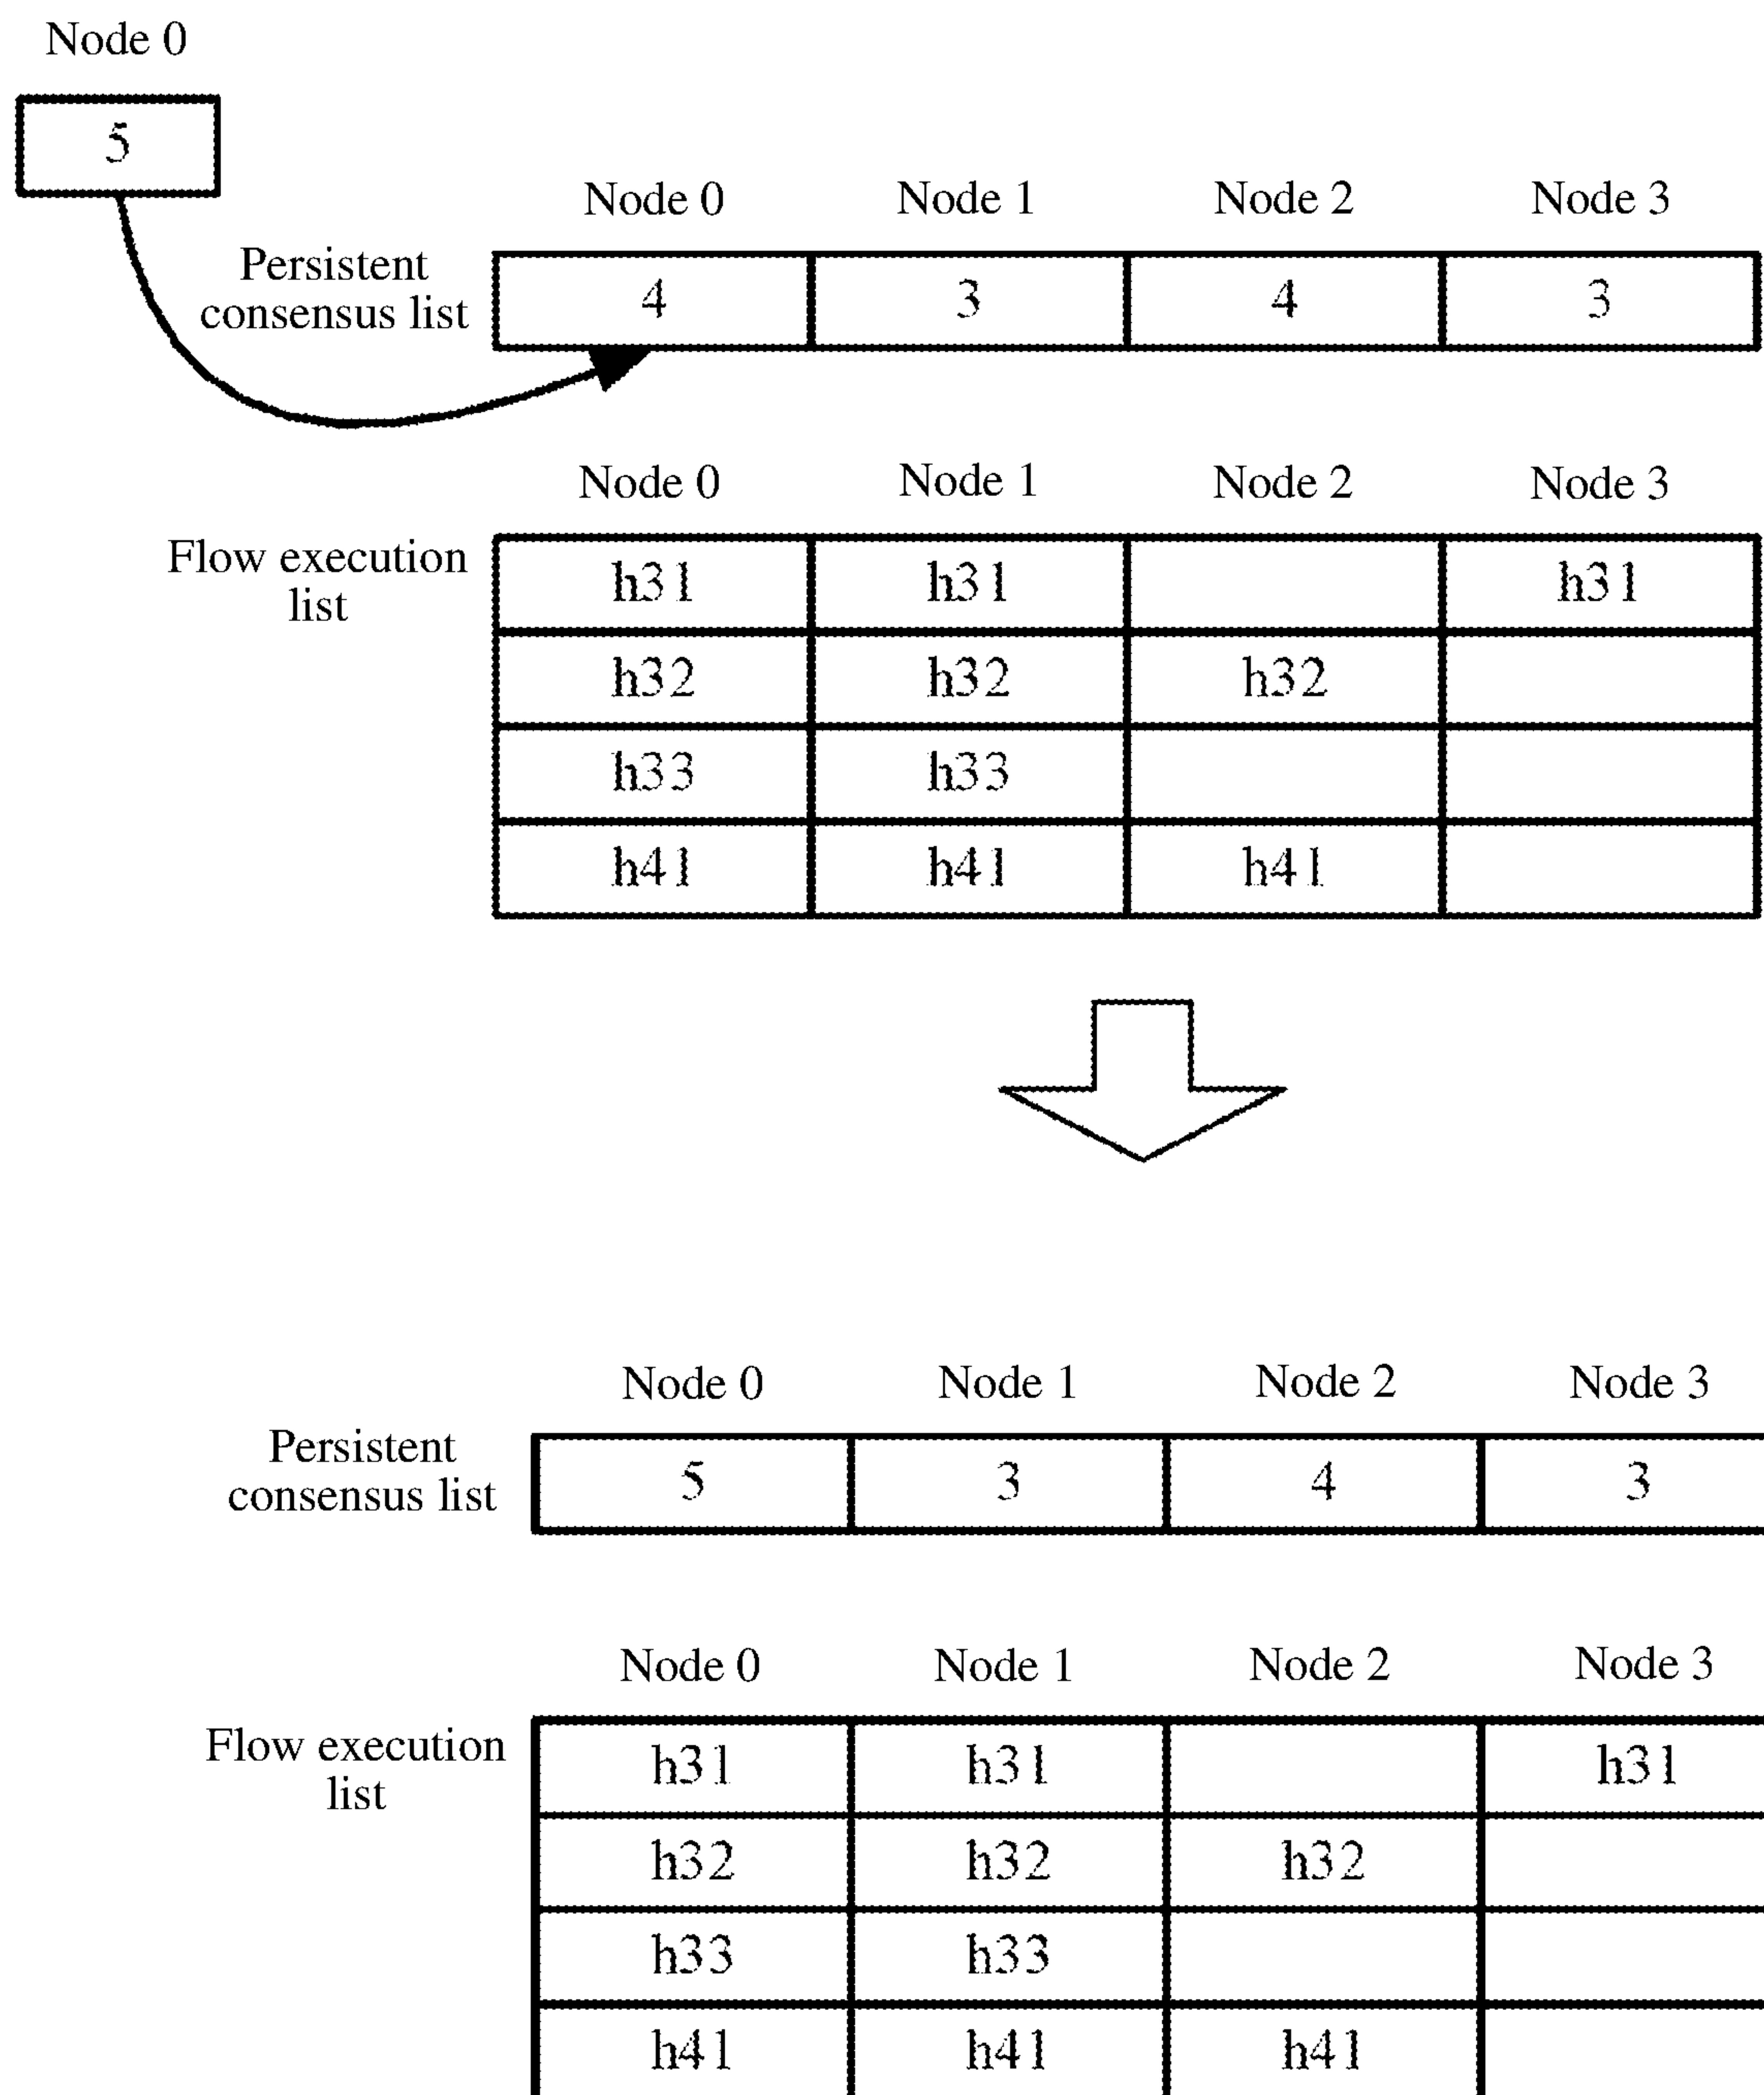 Node 0
5
Node 0 Node 1 Node 2 Node 3
Persistent
consensus list
4 3 4 3
Node 0 Node 1 Node 2 Node 3
Flow execution
list
h31 h31 h31
h32 h32 h32
h33 h33
h41 h41 h41
Node 0 Node 1 Node 2 Node 3
Persistent
consensus list
5 3 4 3
Node 0 Node 1 Node 2 Node 3
Flow execution
list
h31 h31 h31
h32 h32 h32
h33 h33
h41 h41 h41